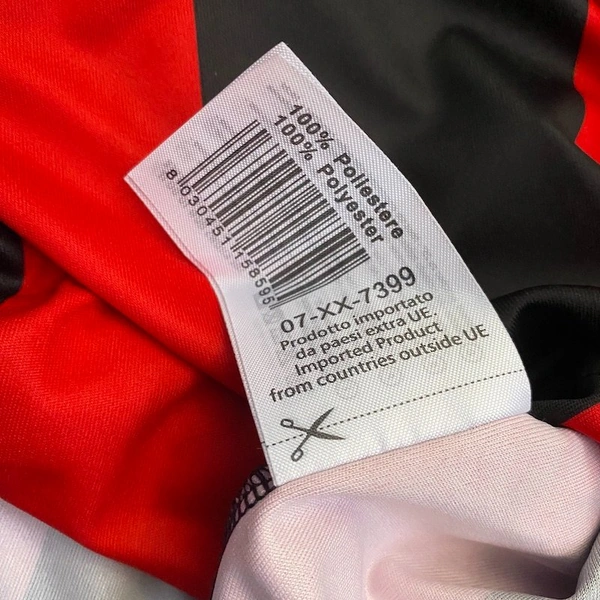 100% Poliestere
100% Polyester
8 030451 158595
07-XX-7399
Prodotto importato
da paesi extra UE.
Imported Product
from countries outside UE